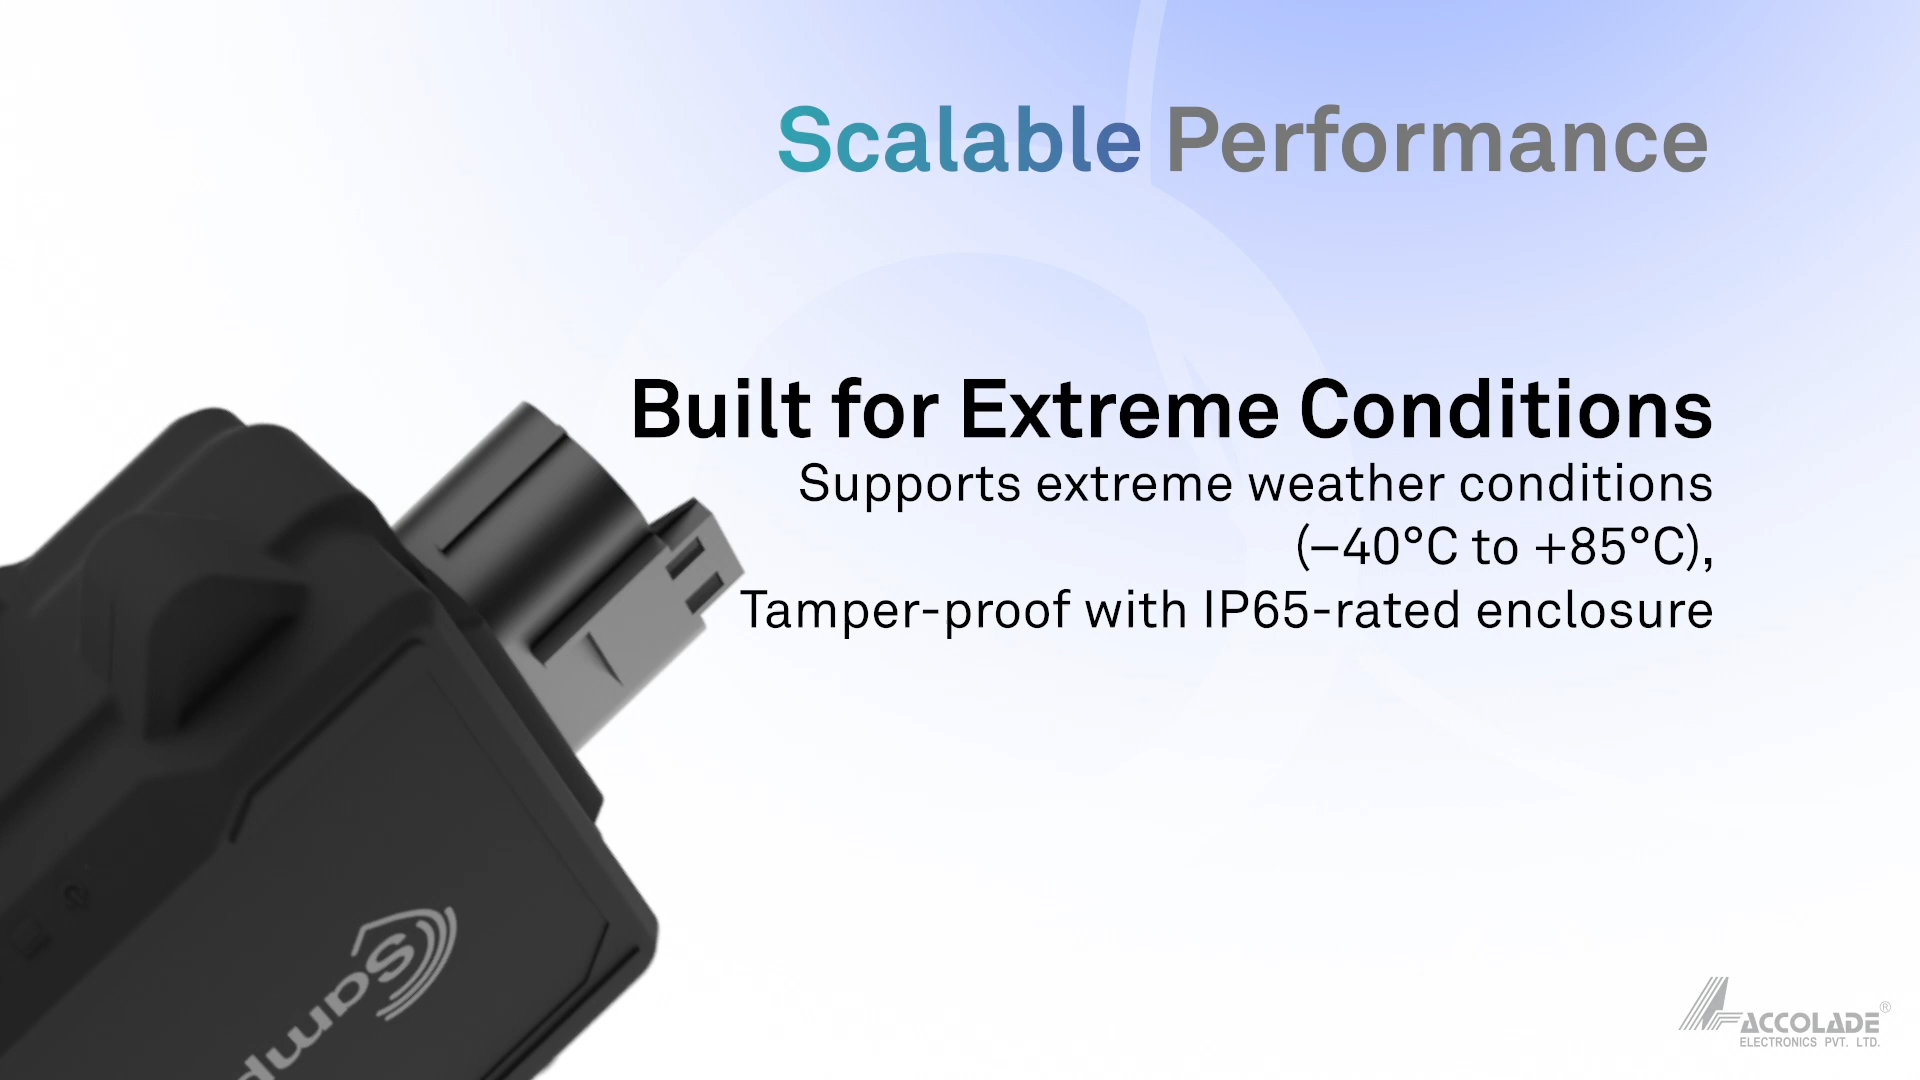 Scalable Performance
Built for Extreme Conditions
Supports extreme weather conditions
(–40°C to +85°C),
Tamper-proof with IP65-rated enclosure
Samp
ACCOLADE®
ELECTRONICS PVT. LTD.